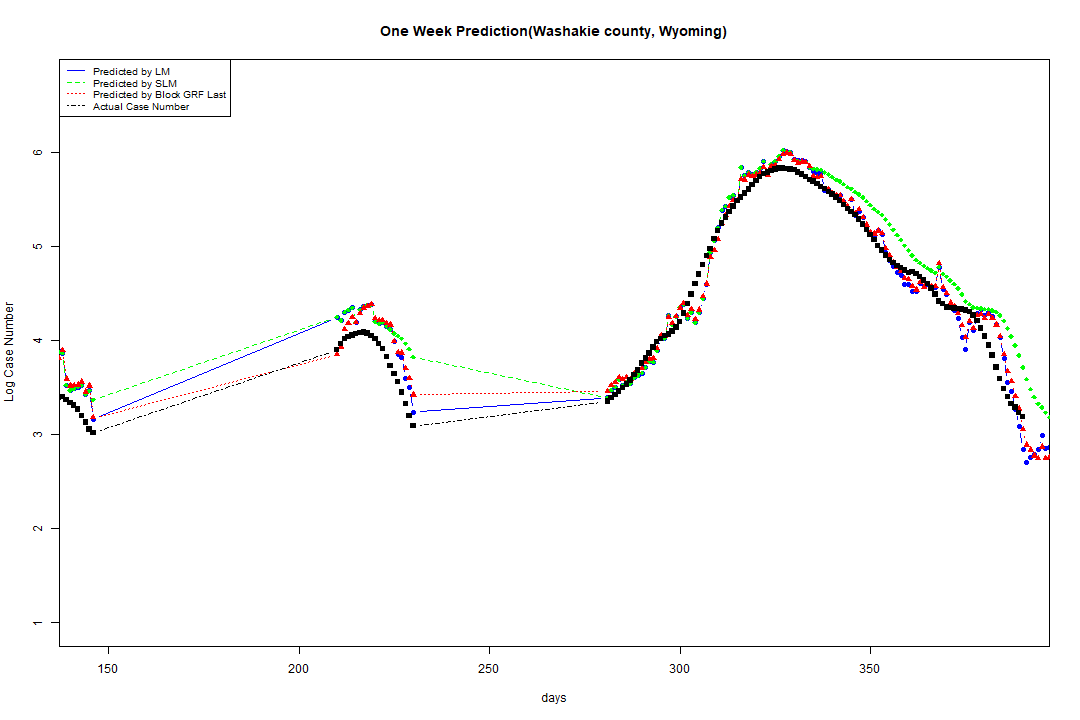 One Week Prediction(Washakie county, Wyoming)
Predicted by LM
Predicted by SLM
Predicted by Block GRF Last
Actual Case Number
Log Case Number
6
5
4
3
2
1
150 200 250 300 350
days